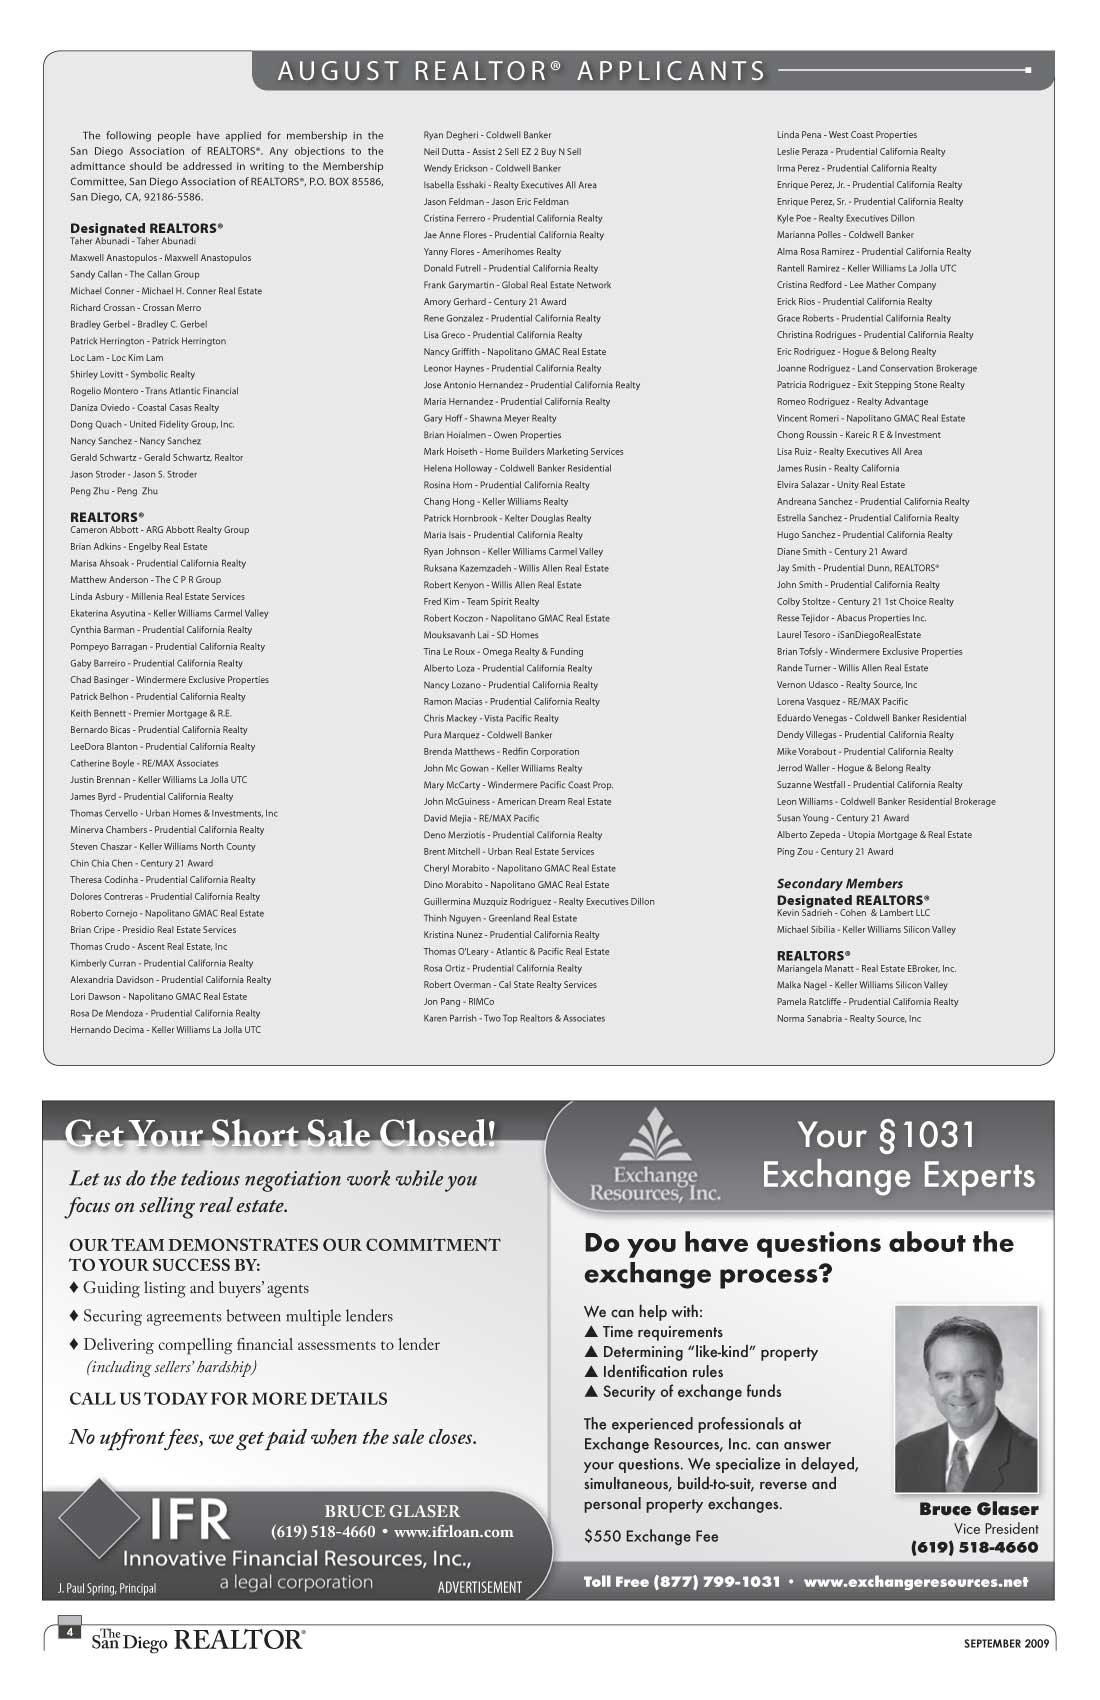 AUGUST REALTOR® APPLICANTS
The following people have applied for membership in the
San Diego Association of REALTORS®. Any objections to the
admittance should be addressed in writing to the Membership
Committee, San Diego Association of REALTORS®, P.O. BOX 85586,
San Diego, CA, 92186-5586.
Designated REALTORS®
Taher Abunadi - Taher Abunadi
Maxwell Anastopulos - Maxwell Anastopulos
Sandy Callan - The Callan Group
Michael Conner - Michael H. Conner Real Estate
Richard Crossan - Crossan Merro
Bradley Gerbel - Bradley C. Gerbel
Patrick Herrington - Patrick Herrington
Loc Lam - Loc Kim Lam
Shirley Lovitt - Symbolic Realty
Rogelio Montero - Trans Atlantic Financial
Daniza Oviedo - Coastal Casas Realty
Dong Quach - United Fidelity Group, Inc.
Nancy Sanchez - Nancy Sanchez
Gerald Schwartz - Gerald Schwartz, Realtor
Jason Stroder - Jason S. Stroder
Peng Zhu - Peng Zhu
REALTORS®
Cameron Abbott - ARG Abbott Realty Group
Brian Adkins - Engelby Real Estate
Marisa Ahsoak - Prudential California Realty
Matthew Anderson - The C P R Group
Linda Asbury - Millenia Real Estate Services
Ekaterina Asyutina - Keller Williams Carmel Valley
Cynthia Barman - Prudential California Realty
Pompeyo Barragan - Prudential California Realty
Gaby Barreiro - Prudential California Realty
Chad Basinger - Windermere Exclusive Properties
Patrick Belhon - Prudential California Realty
Keith Bennett - Premier Mortgage & R.E.
Bernardo Bicas - Prudential California Realty
LeeDora Blanton - Prudential California Realty
Catherine Boyle - RE/MAX Associates
Justin Brennan - Keller Williams La Jolla UTC
James Byrd - Prudential California Realty
Thomas Cervello - Urban Homes & Investments, Inc
Minerva Chambers - Prudential California Realty
Steven Chaszar - Keller Williams North County
Chin Chia Chen - Century 21 Award
Theresa Codinha - Prudential California Realty
Dolores Contreras - Prudential California Realty
Roberto Cornejo - Napolitano GMAC Real Estate
Brian Cripe - Presidio Real Estate Services
Thomas Crudo - Ascent Real Estate, Inc
Kimberly Curran - Prudential California Realty
Alexandria Davidson - Prudential California Realty
Lori Dawson - Napolitano GMAC Real Estate
Rosa De Mendoza - Prudential California Realty
Hernando Decima - Keller Williams La Jolla UTC
Ryan Degheri - Coldwell Banker
Neil Dutta - Assist 2 Sell EZ 2 Buy N Sell
Wendy Erickson - Coldwell Banker
Isabella Esshaki - Realty Executives All Area
Jason Feldman - Jason Eric Feldman
Cristina Ferrero - Prudential California Realty
Jae Anne Flores - Prudential California Realty
Yanny Flores - Amerihomes Realty
Donald Futrell - Prudential California Realty
Frank Garymartin - Global Real Estate Network
Amory Gerhard - Century 21 Award
Rene Gonzalez - Prudential California Realty
Lisa Greco - Prudential California Realty
Nancy Griffith - Napolitano GMAC Real Estate
Leonor Haynes - Prudential California Realty
Jose Antonio Hernandez - Prudential California Realty
Maria Hernandez - Prudential California Realty
Gary Hoff - Shawna Meyer Realty
Brian Hoialmen - Owen Properties
Mark Hoiseth - Home Builders Marketing Services
Helena Holloway - Coldwell Banker Residential
Rosina Hom - Prudential California Realty
Chang Hong - Keller Williams Realty
Patrick Hornbrook - Kelter Douglas Realty
Maria Isais - Prudential California Realty
Ryan Johnson - Keller Williams Carmel Valley
Ruksana Kazemzadeh - Willis Allen Real Estate
Robert Kenyon - Willis Allen Real Estate
Fred Kim - Team Spirit Realty
Robert Koczon - Napolitano GMAC Real Estate
Mouksavanh Lai - SD Homes
Tina Le Roux - Omega Realty & Funding
Alberto Loza - Prudential California Realty
Nancy Lozano - Prudential California Realty
Ramon Macias - Prudential California Realty
Chris Mackey - Vista Pacific Realty
Pura Marquez - Coldwell Banker
Brenda Matthews - Redfin Corporation
John Mc Gowan - Keller Williams Realty
Mary McCarty - Windermere Pacific Coast Prop.
John McGuiness - American Dream Real Estate
David Mejia - RE/MAX Pacific
Deno Merziotis - Prudential California Realty
Brent Mitchell - Urban Real Estate Services
Cheryl Morabito - Napolitano GMAC Real Estate
Dino Morabito - Napolitano GMAC Real Estate
Guillermina Muzquiz Rodriguez - Realty Executives Dillon
Thinh Nguyen - Greenland Real Estate
Kristina Nunez - Prudential California Realty
Thomas O'Leary - Atlantic & Pacific Real Estate
Rosa Ortiz - Prudential California Realty
Robert Overman - Cal State Realty Services
Jon Pang - RIMCo
Karen Parrish - Two Top Realtors & Associates
Linda Pena - West Coast Properties
Leslie Peraza - Prudential California Realty
Irma Perez - Prudential California Realty
Enrique Perez, Jr. - Prudential California Realty
Enrique Perez, Sr. - Prudential California Realty
Kyle Poe - Realty Executives Dillon
Marianna Polles - Coldwell Banker
Alma Rosa Ramirez - Prudential California Realty
Rantell Ramirez - Keller Williams La Jolla UTC
Cristina Redford - Lee Mather Company
Erick Rios - Prudential California Realty
Grace Roberts - Prudential California Realty
Christina Rodrigues - Prudential California Realty
Eric Rodriguez - Hogue & Belong Realty
Joanne Rodriguez - Land Conservation Brokerage
Patricia Rodriguez - Exit Stepping Stone Realty
Romeo Rodriguez - Realty Advantage
Vincent Romeri - Napolitano GMAC Real Estate
Chong Roussin - Kareic R E & Investment
Lisa Ruiz - Realty Executives All Area
James Rusin - Realty California
Elvira Salazar - Unity Real Estate
Andreana Sanchez - Prudential California Realty
Estrella Sanchez - Prudential California Realty
Hugo Sanchez - Prudential California Realty
Diane Smith - Century 21 Award
Jay Smith - Prudential Dunn, REALTORS®
John Smith - Prudential California Realty
Colby Stoltze - Century 21 1st Choice Realty
Resse Tejidor - Abacus Properties Inc.
Laurel Tesoro - iSanDiegoRealEstate
Brian Tofsly - Windermere Exclusive Properties
Rande Turner - Willis Allen Real Estate
Vernon Udasco - Realty Source, Inc
Lorena Vasquez - RE/MAX Pacific
Eduardo Venegas - Coldwell Banker Residential
Dendy Villegas - Prudential California Realty
Mike Vorabout - Prudential California Realty
Jerrod Waller - Hogue & Belong Realty
Suzanne Westfall - Prudential California Realty
Leon Williams - Coldwell Banker Residential Brokerage
Susan Young - Century 21 Award
Alberto Zepeda - Utopia Mortgage & Real Estate
Ping Zou - Century 21 Award
Secondary Members
Designated REALTORS®
Kevin Sadrieh - Cohen & Lambert LLC
Michael Sibilia - Keller Williams Silicon Valley
REALTORS®
Mariangela Manatt - Real Estate EBroker, Inc.
Malka Nagel - Keller Williams Silicon Valley
Pamela Ratcliffe - Prudential California Realty
Norma Sanabria - Realty Source, Inc
Get Your Short Sale Closed!
Let us do the tedious negotiation work while you
focus on selling real estate.
OUR TEAM DEMONSTRATES OUR COMMITMENT
TO YOUR SUCCESS BY:
♦ Guiding listing and buyers' agents
♦ Securing agreements between multiple lenders
♦ Delivering compelling financial assessments to lender
(including sellers' hardship)
CALL US TODAY FOR MORE DETAILS
No upfront fees, we get paid when the sale closes.
IFR
BRUCE GLASER
(619) 518-4660 • www.ifrloan.com
Innovative Financial Resources, Inc.,
a legal corporation
J. Paul Spring, Principal
ADVERTISEMENT
Exchange
Resources, Inc.
Your §1031
Exchange Experts
Do you have questions about the
exchange process?
We can help with:
▲ Time requirements
▲ Determining “like-kind” property
▲ Identification rules
▲ Security of exchange funds
The experienced professionals at
Exchange Resources, Inc. can answer
your questions. We specialize in delayed,
simultaneous, build-to-suit, reverse and
personal property exchanges.
$550 Exchange Fee
Bruce Glaser
Vice President
(619) 518-4660
Toll Free (877) 799-1031 • www.exchangeresources.net
4
The San Diego REALTOR®
SEPTEMBER 2009